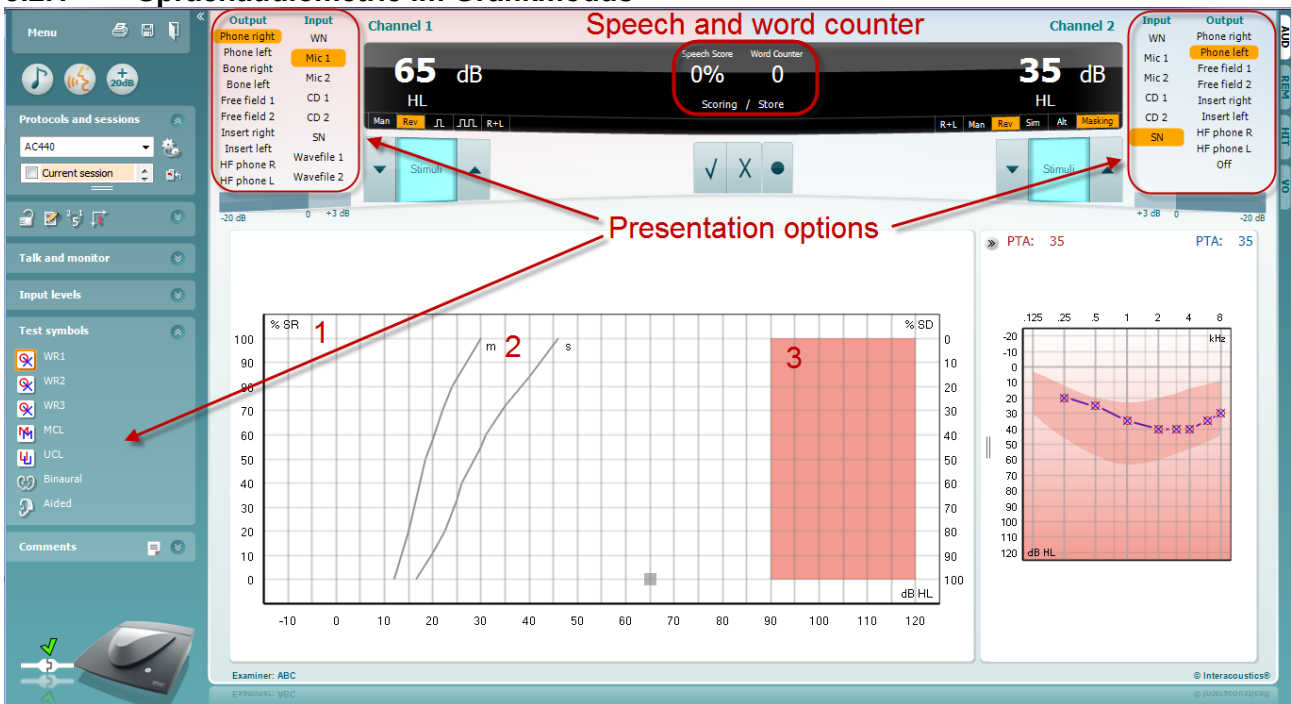 Menu
20dB
Protocols and sessions
AC440
Current session
Talk and monitor
Input levels
Test symbols
WR1
WR2
WR3
MCL
UCL
Binaural
Aided
Comments
Output Input
Phone right WN
Phone left Mic 1
Bone right Mic 2
Bone left CD 1
Free field 1 CD 2
Free field 2 SN
Insert right Wavefile 1
Insert left Wavefile 2
HF phone R
HF phone L
Channel 1
Speech and word counter
Channel 2
65 dB
HL
Man Rev R+L
Speech Score Word Counter
0% 0
Scoring / Store
35 dB
HL
R+L Man Rev Sim Alt Masking
Input Output
WN Phone right
Mic 1 Phone left
Mic 2 Free field 1
CD 1 Free field 2
CD 2 Insert right
SN Insert left
HF phone R
HF phone L
Off
AUD
REM
HIT
VO
Stimuli
Stimuli
-20 dB 0 +3 dB
+3 dB 0 -20 dB
Presentation options
% SR 1
m 2 s
3
% SD
100 0
90 10
80 20
70 30
60 40
50 50
40 60
30 70
20 80
10 90
0 100
dB HL
-10 0 10 20 30 40 50 60 70 80 90 100 110 120
PTA: 35 PTA: 35
.125 .25 .5 1 2 4 8
kHz
-20
-10
0
10
20
30
40
50
60
70
80
90
100
110
120 dB HL
Examiner: ABC
© Interacoustics®